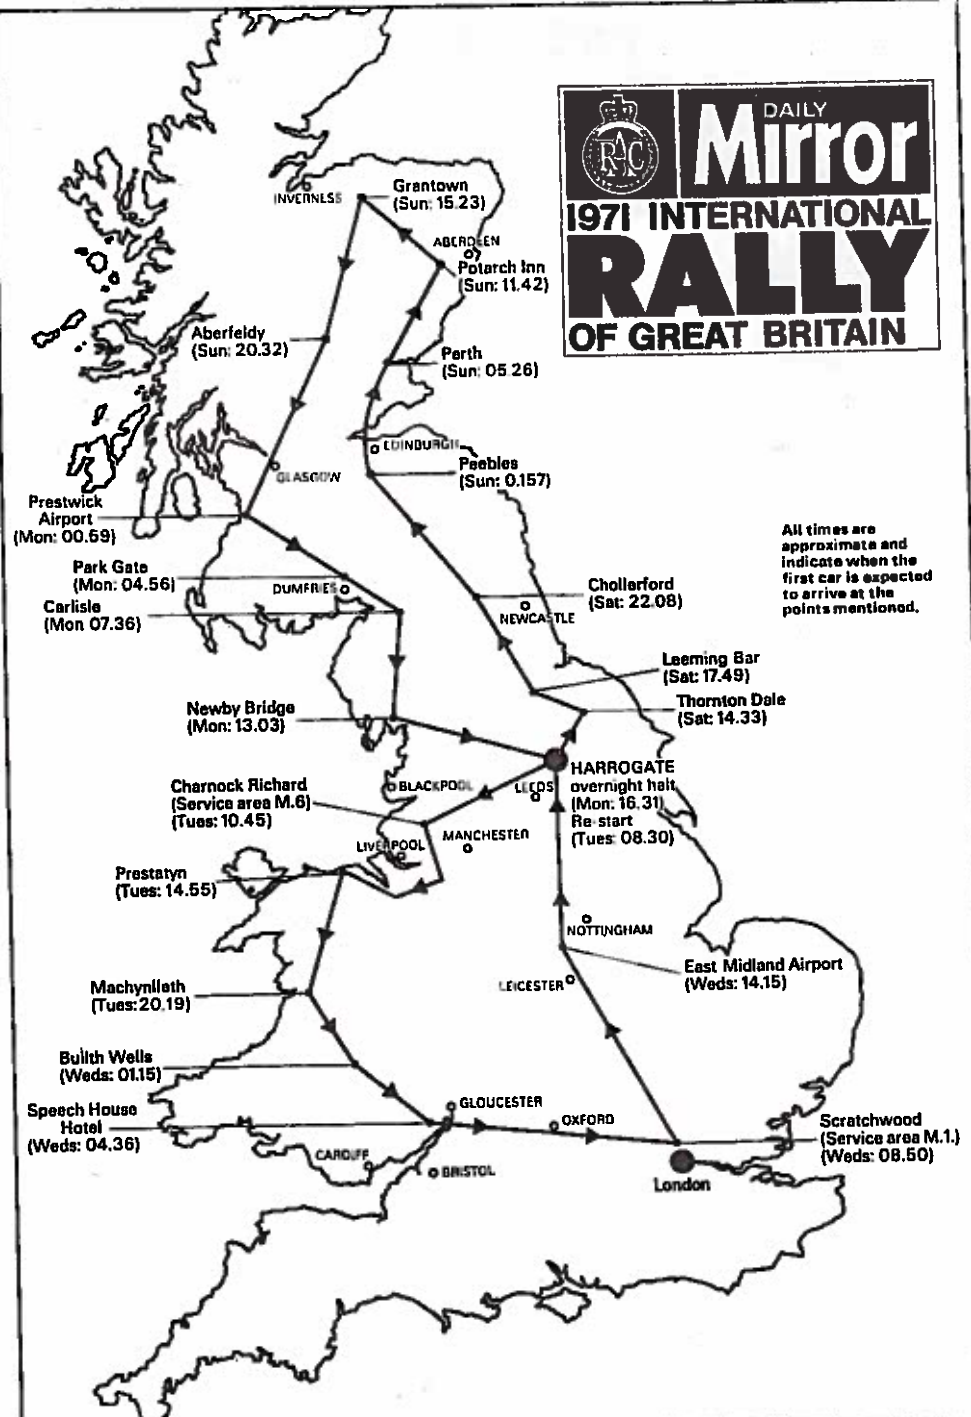 RAC
DAILY
Mirror
1971 INTERNATIONAL
RALLY
OF GREAT BRITAIN
INVERNESS
Grantown
(Sun: 15.23)
ABERDEEN
Potarch Inn
(Sun: 11.42)
Aberfeldy
(Sun: 20.32)
Perth
(Sun: 05.26)
EDINBURGH
GLASGOW
Peebles
(Sun: 0.157)
Prestwick
Airport
(Mon: 00.59)
All times are
approximate and
indicate when the
first car is expected
to arrive at the
points mentioned.
Park Gate
(Mon: 04.56)
DUMFRIES
Chollerford
(Sat: 22.08)
Carlisle
(Mon 07.36)
NEWCASTLE
Leeming Bar
(Sat: 17.49)
Thornton Dale
(Sat: 14.33)
Newby Bridge
(Mon: 13.03)
HARROGATE
overnight halt
(Mon: 16.31)
Re-start
(Tues: 08.30)
Charnock Richard
(Service area M.6)
(Tues: 10.45)
BLACKPOOL
LEEDS
LIVERPOOL
MANCHESTER
Prestatyn
(Tues: 14.55)
NOTTINGHAM
East Midland Airport
(Weds: 14.15)
LEICESTER
Machynlleth
(Tues: 20.19)
Builth Wells
(Weds: 01.15)
Speech House
Hotel
(Weds: 04.36)
GLOUCESTER
OXFORD
Scratchwood
(Service area M.1.)
(Weds: 08.50)
CARDIFF
BRISTOL
London